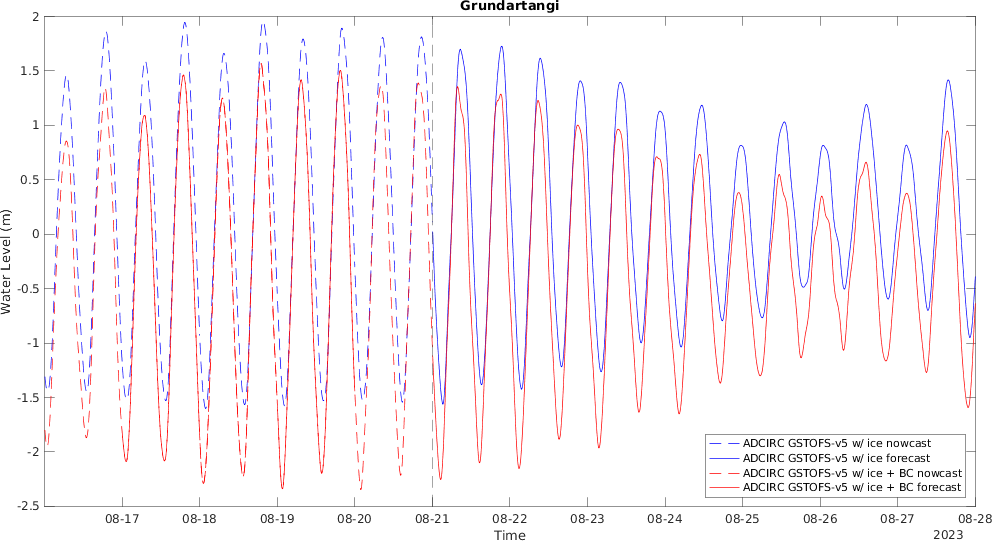 Grundartangi
2
1.5
1
0.5
0
-0.5
-1
-1.5
-2
-2.5
Water Level (m)
08-17 08-18 08-19 08-20 08-21 08-22 08-23 08-24 08-25 08-26 08-27 08-28
Time
2023
ADCIRC GSTOFS-v5 w/ ice nowcast
ADCIRC GSTOFS-v5 w/ ice forecast
ADCIRC GSTOFS-v5 w/ ice + BC nowcast
ADCIRC GSTOFS-v5 w/ ice + BC forecast